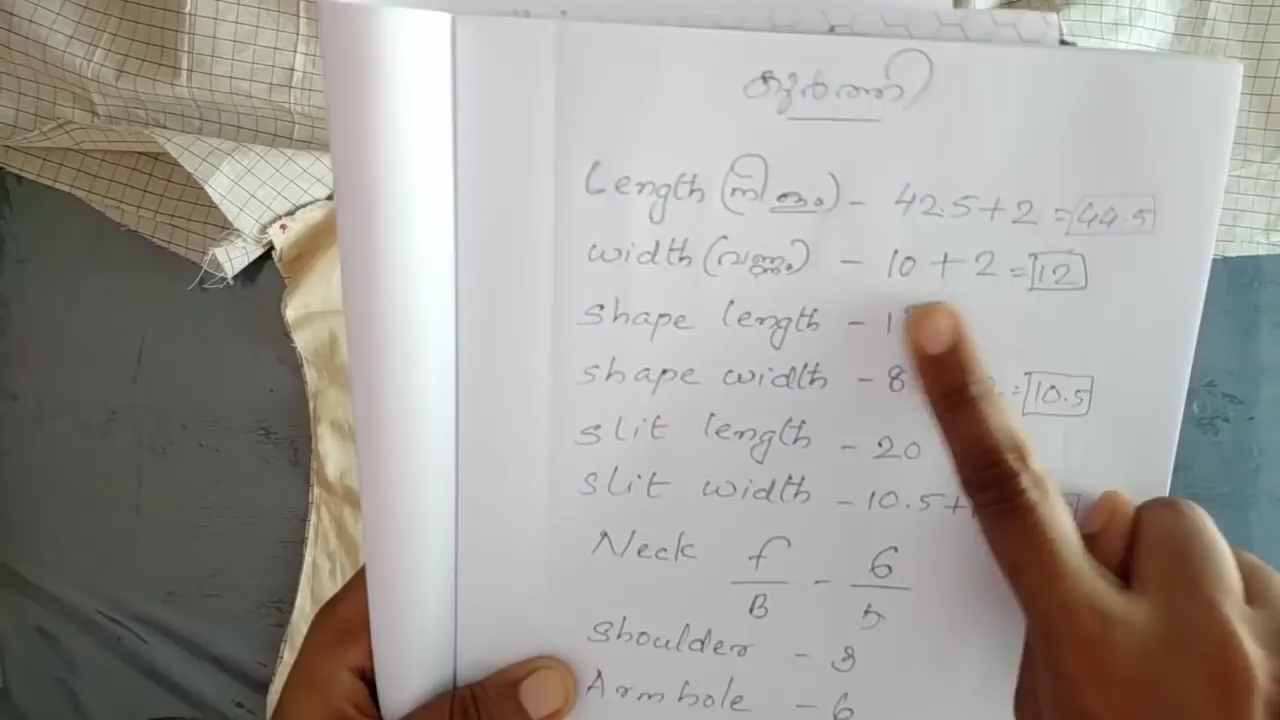 കുർത്തി
Length (നീളം) - 42.5+2 = 44.5
width (വണ്ണം) - 10+2 = 12
shape length - 1
shape width - 8 = 10.5
slit length - 20
slit width - 10.5+
Neck f/B - 6/5
Shoulder - 3
Armhole - 6